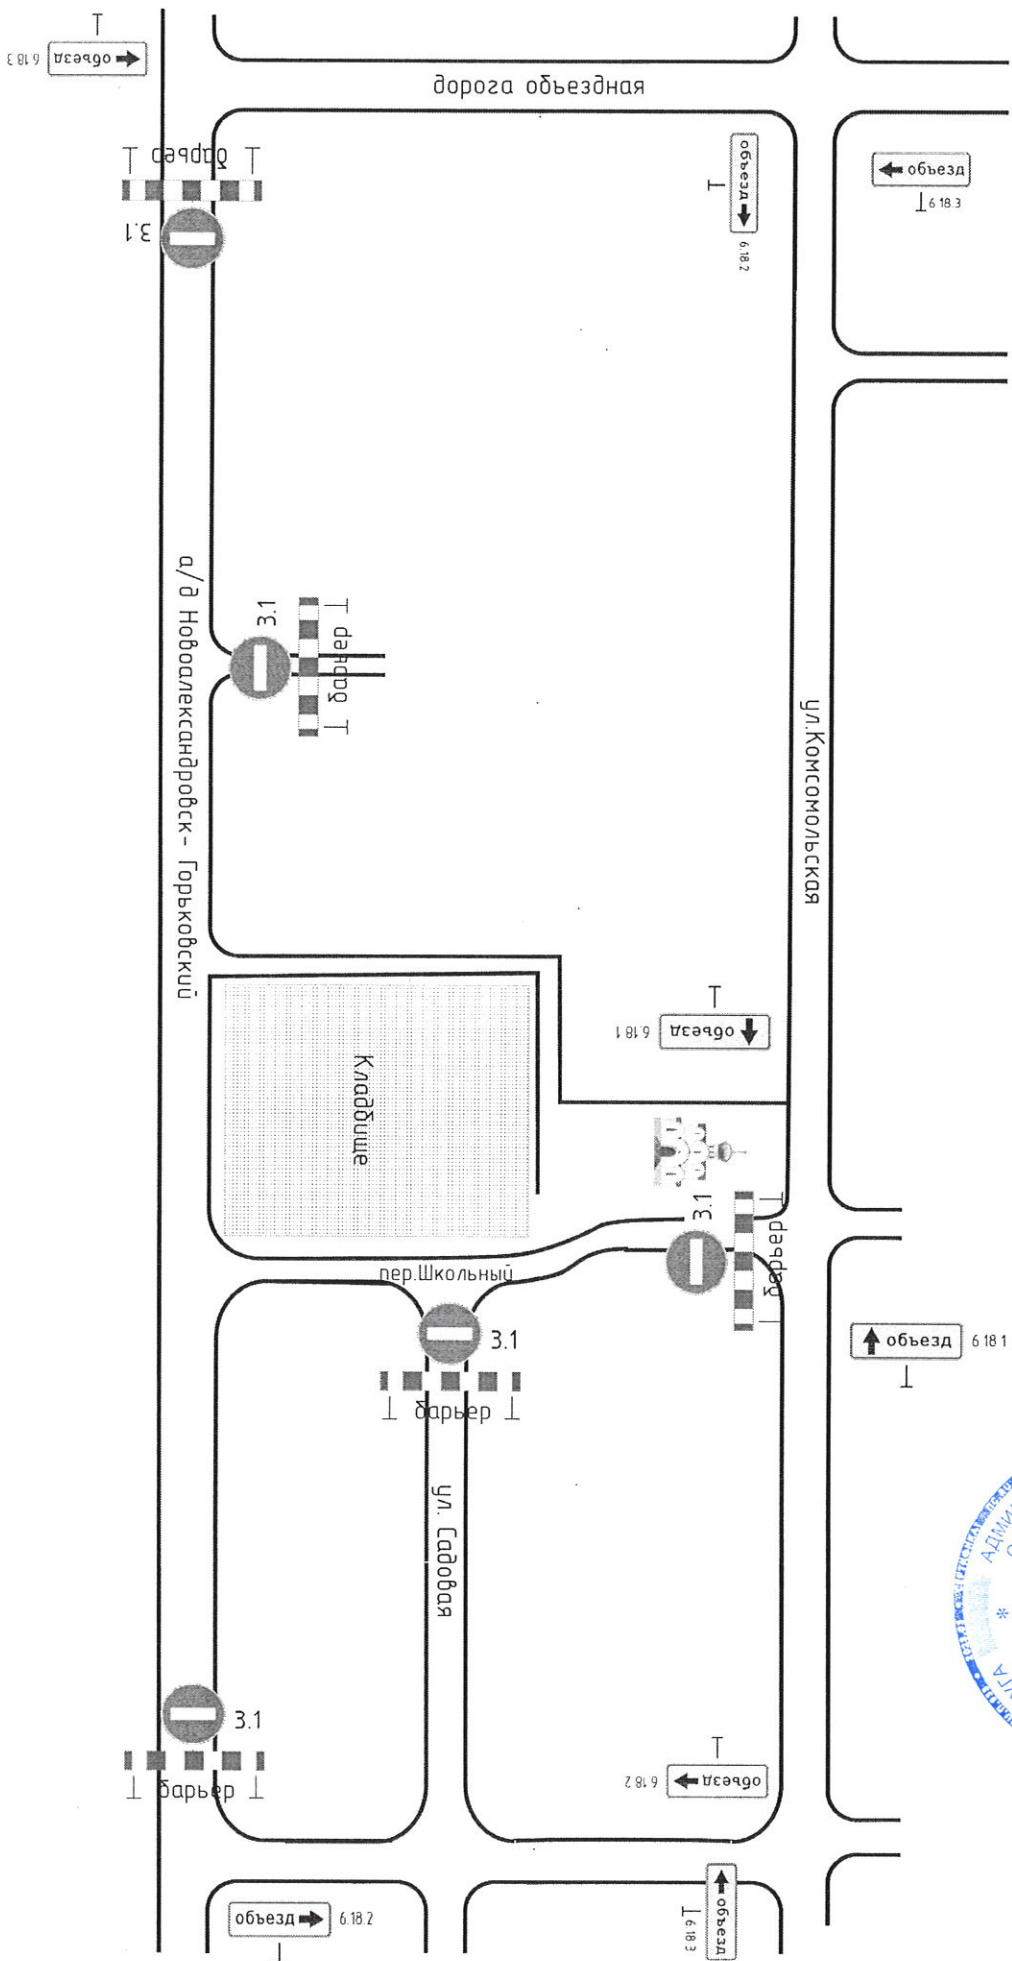 объезд 6.18.3
дорога объездная
барьер
3.1
объезд
6.18.2
объезд
6.18.3
а/д Новоалександровск- Горьковский
3.1
барьер
ул.Комсомольская
6.18.1 объезд
Кладбище
3.1
барьер
пер.Школьный
3.1
барьер
объезд 6.18.1
ул. Садовая
3.1
барьер
6.18.2 объезд
объезд 6.18.2
объезд
6.18.3